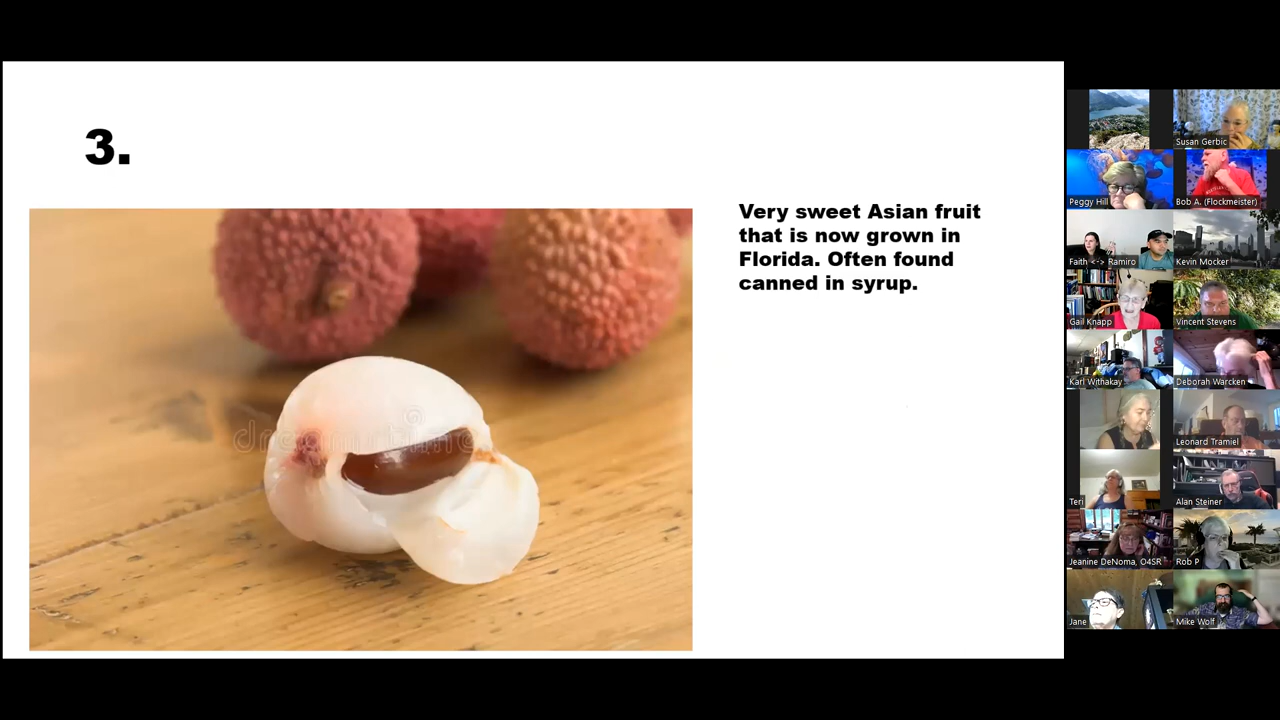 3.
Very sweet Asian fruit
that is now grown in
Florida. Often found
canned in syrup.
dreamstime
Susan Gerbic
Peggy Hill
Bob A. (Flockmeister)
Faith <-> Ramiro
Kevin Mocker
Gail Knapp
Vincent Stevens
Karl Withakay
Deborah Warcken
Leonard Tramiel
Teri
Alan Steiner
Jeanine DeNoma, O4SR
Rob P
Jane
Mike Wolf